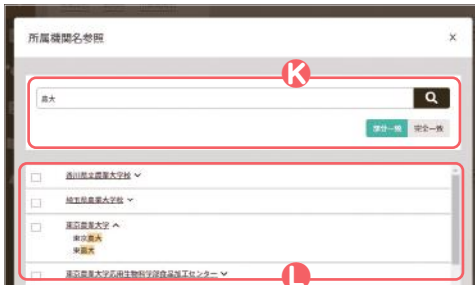 所属機関名参照 ×
K
農大
部分一致 完全一致
香川県立農業大学校
埼玉県農業大学校
東京農業大学
東京農大
東農大
東京農業大学応用生物科学部食品加工センター
L